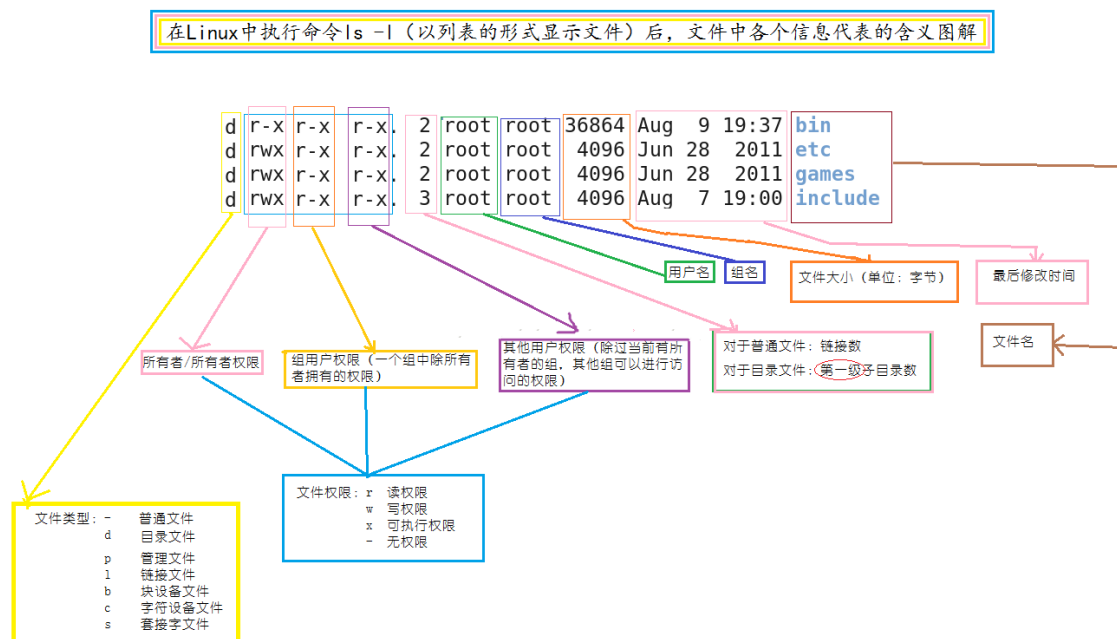 在Linux中执行命令ls -l（以列表的形式显示文件）后，文件中各个信息代表的含义图解
d r-x r-x r-x. 2 root root 36864 Aug 9 19:37 bin
d rwx r-x r-x. 2 root root 4096 Jun 28 2011 etc
d rwx r-x r-x. 2 root root 4096 Jun 28 2011 games
d rwx r-x r-x. 3 root root 4096 Aug 7 19:00 include
用户名
组名
文件大小（单位：字节）
最后修改时间
所有者/所有者权限
组用户权限（一个组中除所有
者拥有的权限）
其他用户权限（除过当前有所
有者的组，其他组可以进行访
问的权限）
对于普通文件：链接数
对于目录文件：第一级子目录数
文件名
文件权限：r 读权限
w 写权限
x 可执行权限
- 无权限
文件类型：- 普通文件
d 目录文件
p 管理文件
l 链接文件
b 块设备文件
c 字符设备文件
s 套接字文件